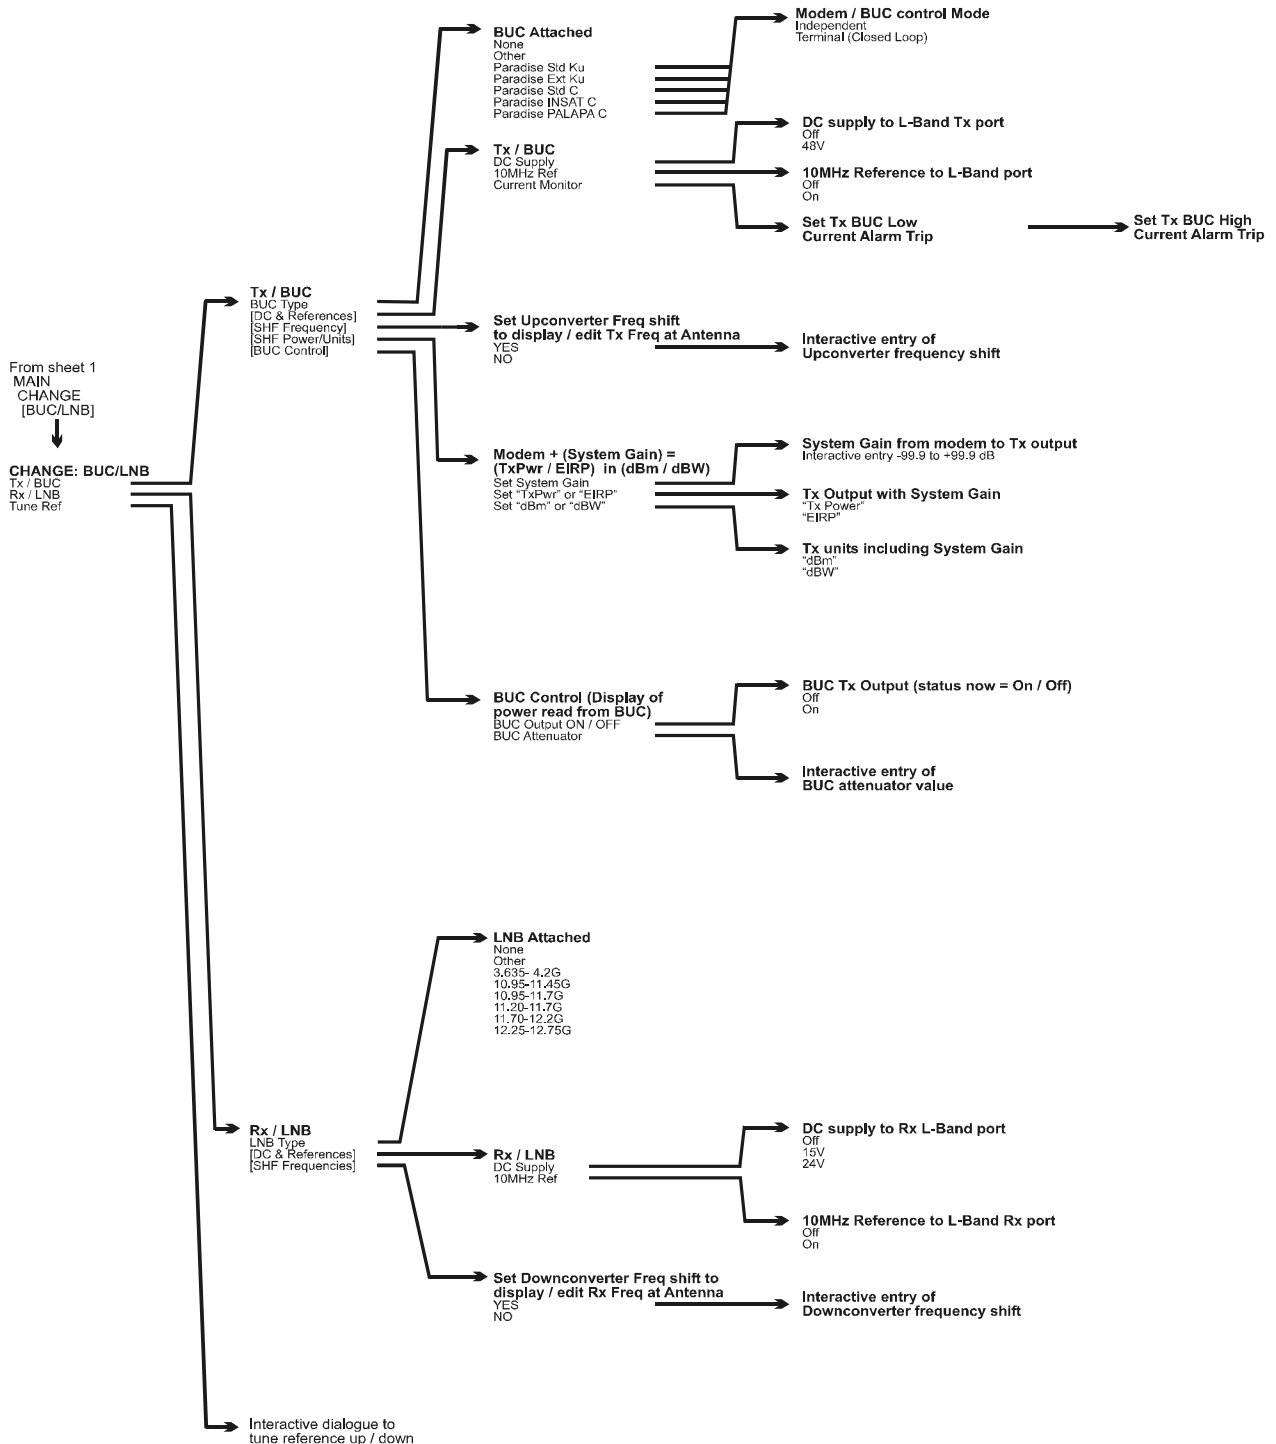 BUC Attached
None
Other
Paradise Std Ku
Paradise Ext Ku
Paradise Std C
Paradise INSAT C
Paradise PALAPA C
Modem / BUC control Mode
Independent
Terminal (Closed Loop)
Tx / BUC
DC Supply
10MHz Ref
Current Monitor
DC supply to L-Band Tx port
Off
48V
10MHz Reference to L-Band port
Off
On
Set Tx BUC Low
Current Alarm Trip
Set Tx BUC High
Current Alarm Trip
Tx / BUC
BUC Type
[DC & References]
[SHF Frequency]
[SHF Power/Units]
[BUC Control]
Set Upconverter Freq shift
to display / edit Tx Freq at Antenna
YES
NO
Interactive entry of
Upconverter frequency shift
From sheet 1
MAIN
CHANGE
[BUC/LNB]
CHANGE: BUC/LNB
Tx / BUC
Rx / LNB
Tune Ref
Modem + (System Gain) =
(TxPwr / EIRP) in (dBm / dBW)
Set System Gain
Set “TxPwr” or “EIRP”
Set “dBm” or “dBW”
System Gain from modem to Tx output
Interactive entry -99.9 to +99.9 dB
Tx Output with System Gain
“Tx Power”
“EIRP”
Tx units including System Gain
“dBm”
“dBW”
BUC Control (Display of
power read from BUC)
BUC Output ON / OFF
BUC Attenuator
BUC Tx Output (status now = On / Off)
Off
On
Interactive entry of
BUC attenuator value
LNB Attached
None
Other
3.635- 4.2G
10.95-11.45G
10.95-11.7G
11.20-11.7G
11.70-12.2G
12.25-12.75G
Rx / LNB
LNB Type
[DC & References]
[SHF Frequencies]
Rx / LNB
DC Supply
10MHz Ref
DC supply to Rx L-Band port
Off
15V
24V
10MHz Reference to L-Band Rx port
Off
On
Set Downconverter Freq shift to
display / edit Rx Freq at Antenna
YES
NO
Interactive entry of
Downconverter frequency shift
Interactive dialogue to
tune reference up / down